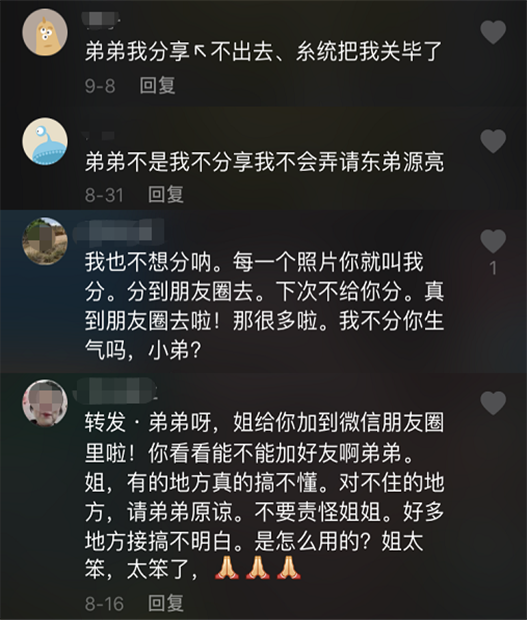 弟弟我分享↖不出去、糸统把我关毕了
9-8 回复
弟弟不是我不分享我不会弄请东弟源亮
8-31 回复
我也不想分呐。每一个照片你就叫我
分。分到朋友圈去。下次不给你分。真
到朋友圈去啦！那很多啦。我不分你生
气吗，小弟？
1
转发·弟弟呀，姐给你加到微信朋友圈
里啦！你看看能不能加好友啊弟弟。
姐，有的地方真的搞不懂。对不住的地
方，请弟弟原谅。不要责怪姐姐。好多
地方接搞不明白。是怎么用的？姐太
笨，太笨了，🙏🙏🙏
8-16 回复